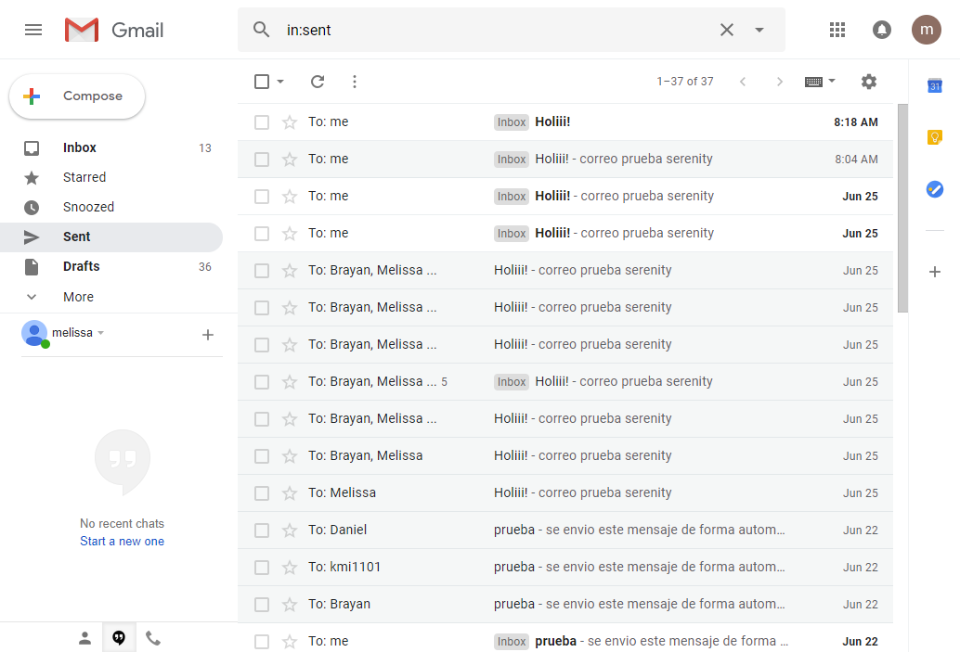 Gmail
in:sent
m
Compose
1–37 of 37
31
Inbox 13
Starred
Snoozed
Sent
Drafts 36
More
melissa
No recent chats
Start a new one
To: me Inbox Holiii! 8:18 AM
To: me Inbox Holiii! - correo prueba serenity 8:04 AM
To: me Inbox Holiii! - correo prueba serenity Jun 25
To: me Inbox Holiii! - correo prueba serenity Jun 25
To: Brayan, Melissa ... Holiii! - correo prueba serenity Jun 25
To: Brayan, Melissa ... Holiii! - correo prueba serenity Jun 25
To: Brayan, Melissa ... Holiii! - correo prueba serenity Jun 25
To: Brayan, Melissa ... 5 Inbox Holiii! - correo prueba serenity Jun 25
To: Brayan, Melissa ... Holiii! - correo prueba serenity Jun 25
To: Brayan, Melissa Holiii! - correo prueba serenity Jun 25
To: Melissa Holiii! - correo prueba serenity Jun 25
To: Daniel prueba - se envio este mensaje de forma autom... Jun 22
To: kmi1101 prueba - se envio este mensaje de forma autom... Jun 22
To: Brayan prueba - se envio este mensaje de forma autom... Jun 22
To: me Inbox prueba - se envio este mensaje de forma ... Jun 22